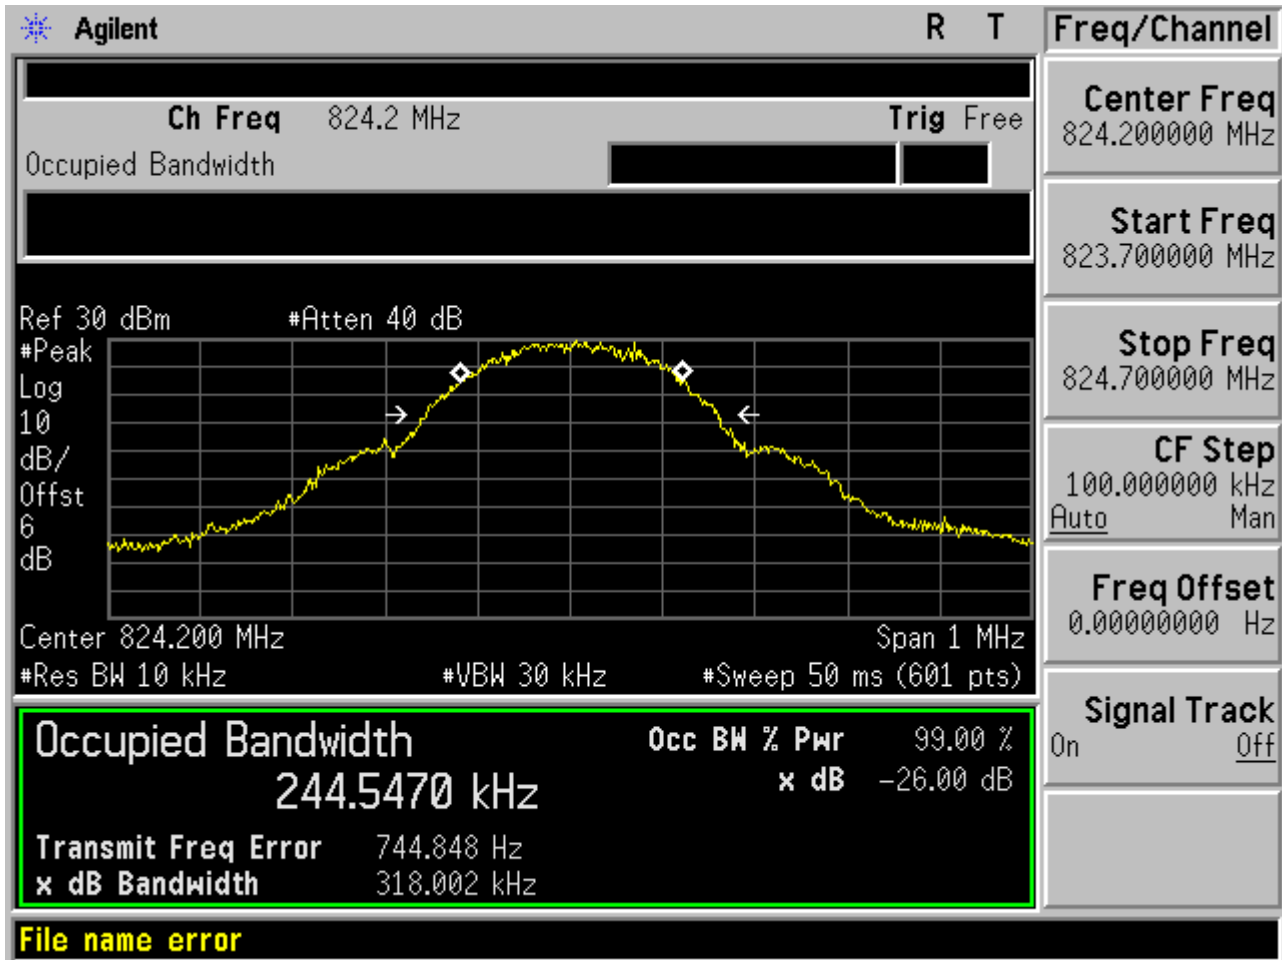 Agilent
R T
Freq/Channel
Ch Freq 824.2 MHz
Trig Free
Occupied Bandwidth
Center Freq
824.200000 MHz
Start Freq
823.700000 MHz
Stop Freq
824.700000 MHz
CF Step
100.000000 kHz
Auto Man
Freq Offset
0.00000000 Hz
Signal Track
On Off
Ref 30 dBm #Atten 40 dB
#Peak
Log
10
dB/
Offst
6
dB
Center 824.200 MHz Span 1 MHz
#Res BW 10 kHz #VBW 30 kHz #Sweep 50 ms (601 pts)
Occupied Bandwidth
244.5470 kHz
Occ BW % Pwr 99.00 %
x dB -26.00 dB
Transmit Freq Error 744.848 Hz
x dB Bandwidth 318.002 kHz
File name error